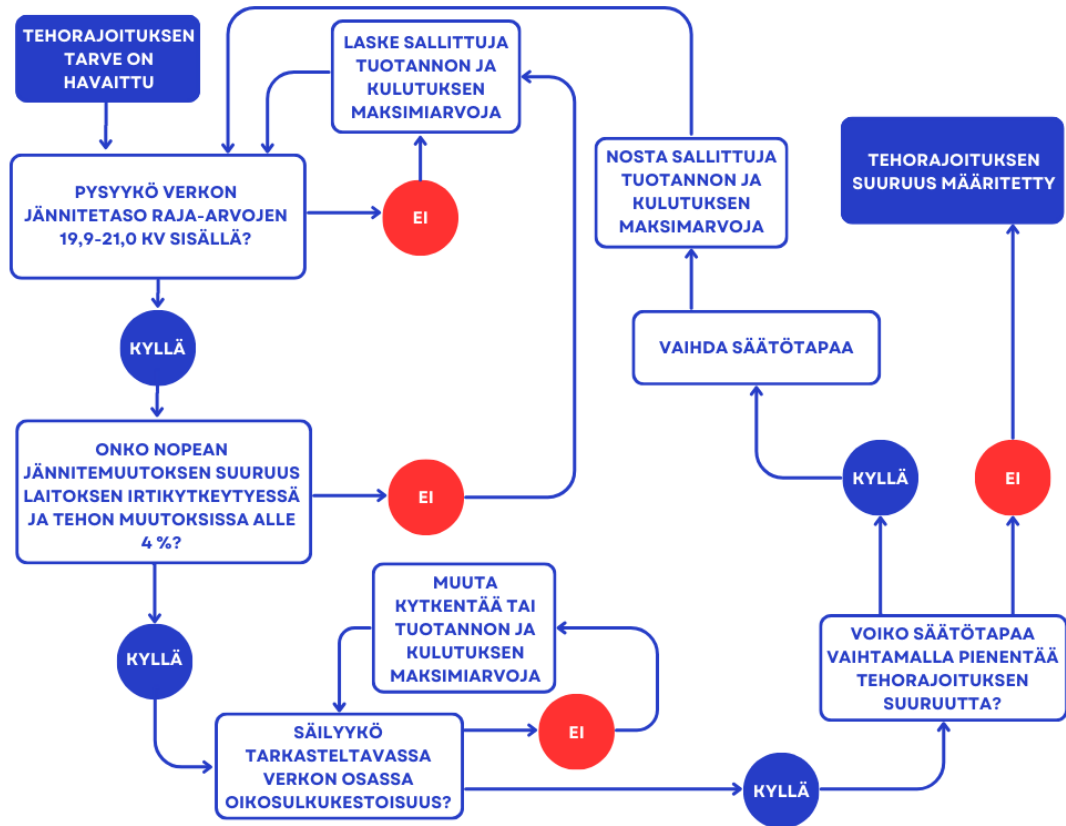 TEHORAJOITUKSEN
TARVE ON
HAVAITTU
LASKE SALLITTUJA
TUOTANNON JA
KULUTUKSEN
MAKSIMIARVOJA
PYSYYKÖ VERKON
JÄNNITETASO RAJA-ARVOJEN
19,9-21,0 KV SISÄLLÄ?
EI
NOSTA SALLITTUJA
TUOTANNON JA
KULUTUKSEN
MAKSIMARVOJA
TEHORAJOITUKSEN
SUURUUS MÄÄRITETTY
KYLLÄ
VAIHDA SÄÄTÖTAPAA
ONKO NOPEAN
JÄNNITEMUUTOKSEN SUURUUS
LAITOKSEN IRTIKYTKEYTYESSÄ
JA TEHON MUUTOKSISSA ALLE
4 %?
EI
KYLLÄ
EI
KYLLÄ
MUUTA
KYTKENTÄÄ TAI
TUOTANNON JA
KULUTUKSEN
MAKSIMIARVOJA
VOIKO SÄÄTÖTAPAA
VAIHTAMALLA PIENENTÄÄ
TEHORAJOITUKSEN
SUURUUTTA?
SÄILYYKÖ
TARKASTELTAVASSA
VERKON OSASSA
OIKOSULKUKESTOISUUS?
EI
KYLLÄ